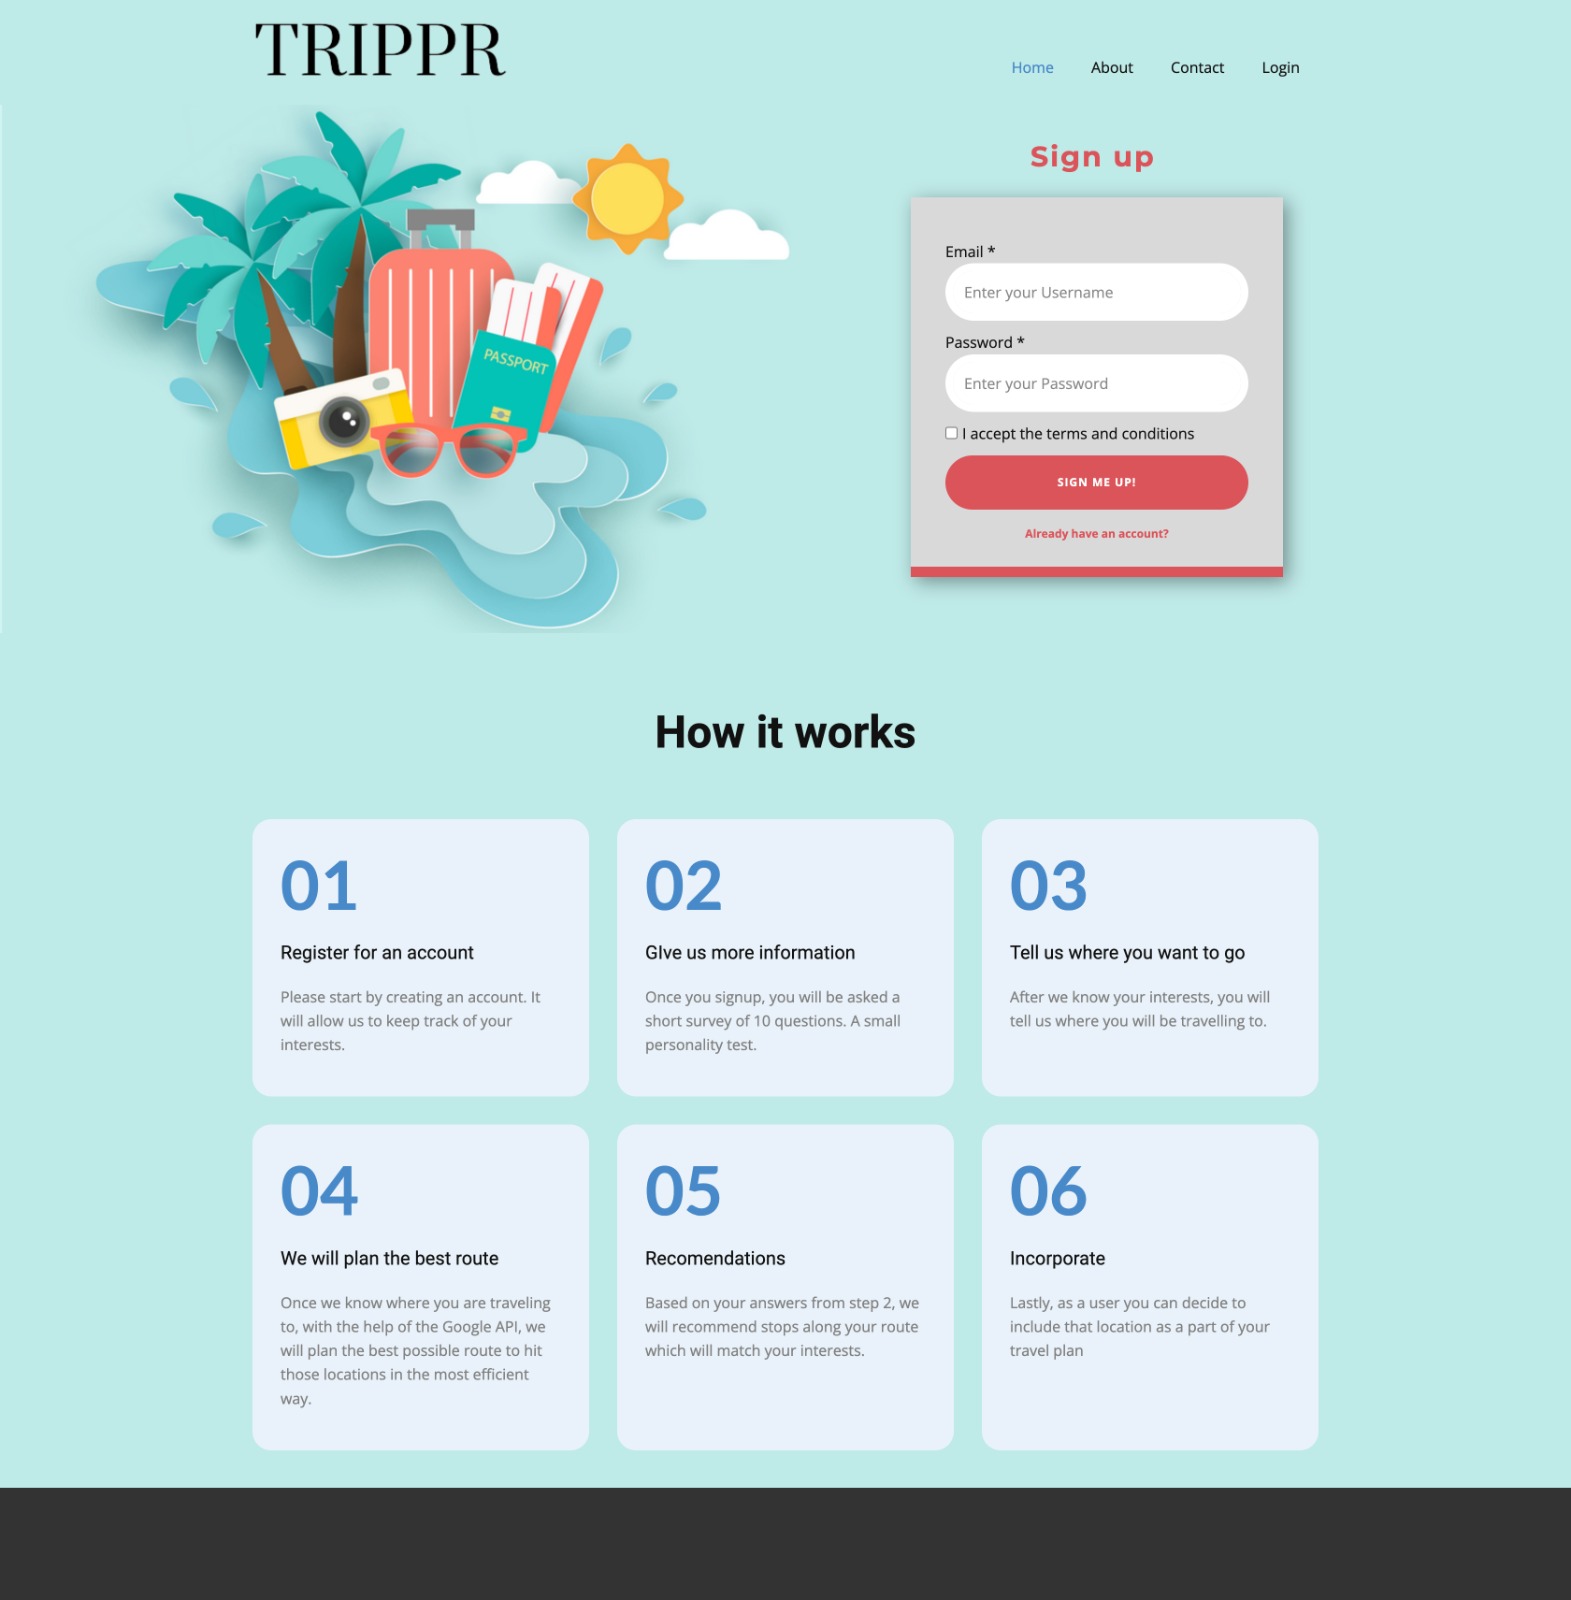 TRIPPR
Home About Contact Login
Sign up
Email *
Enter your Username
Password *
Enter your Password
I accept the terms and conditions
SIGN ME UP!
Already have an account?
PASSPORT
How it works
01
Register for an account
Please start by creating an account. It
will allow us to keep track of your
interests.
02
GIve us more information
Once you signup, you will be asked a
short survey of 10 questions. A small
personality test.
03
Tell us where you want to go
After we know your interests, you will
tell us where you will be travelling to.
04
We will plan the best route
Once we know where you are traveling
to, with the help of the Google API, we
will plan the best possible route to hit
those locations in the most efficient
way.
05
Recomendations
Based on your answers from step 2, we
will recommend stops along your route
which will match your interests.
06
Incorporate
Lastly, as a user you can decide to
include that location as a part of your
travel plan